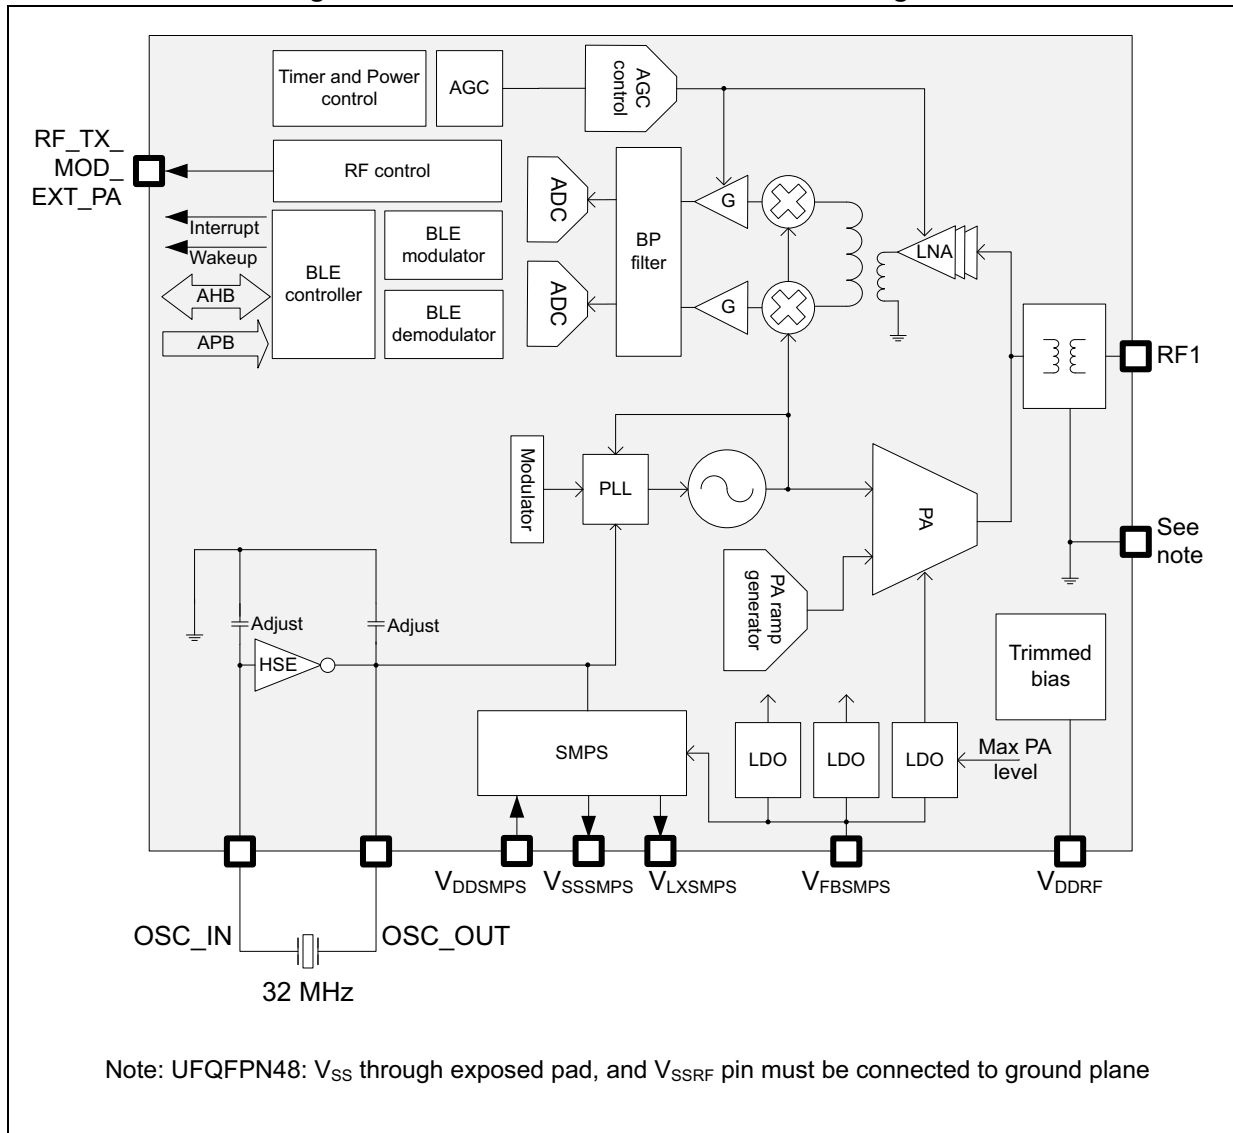 Timer and Power
control
AGC
AGC
control
RF_TX_
MOD_
EXT_PA
RF control
Interrupt
Wakeup
AHB
APB
BLE
controller
BLE
modulator
BLE
demodulator
ADC
ADC
BP
filter
G
G
LNA
RF1
See
note
Modulator
PLL
PA
PA ramp
generator
Adjust
Adjust
HSE
SMPS
LDO
LDO
LDO
Max PA
level
Trimmed
bias
VDDSMPS
VSSSMPS
VLXSMPS
VFBSMPS
VDDRF
OSC_IN
OSC_OUT
32 MHz
Note: UFQFPN48: VSS through exposed pad, and VSSRF pin must be connected to ground plane